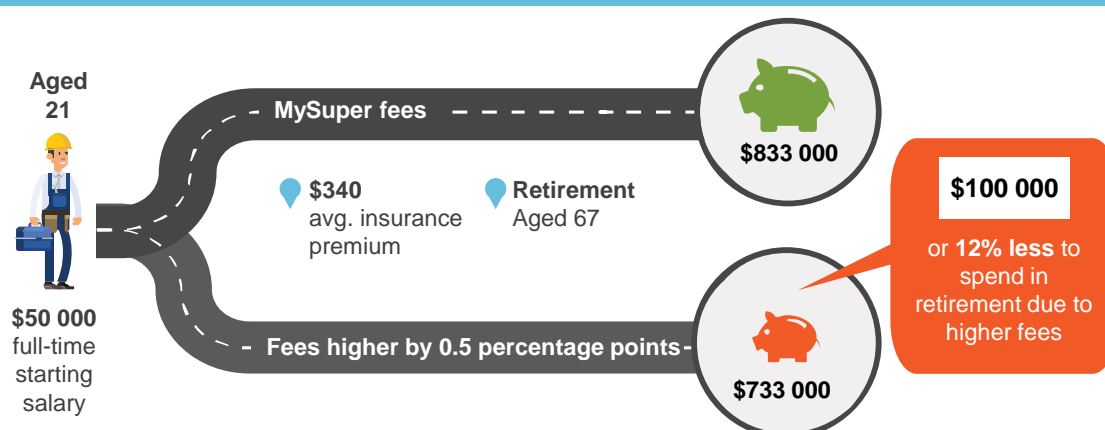 Aged
21
$50 000
full-time
starting
salary
MySuper fees
$340
avg. insurance
premium
Retirement
Aged 67
Fees higher by 0.5 percentage points
$833 000
$733 000
$100 000
or 12% less to
spend in
retirement due to
higher fees